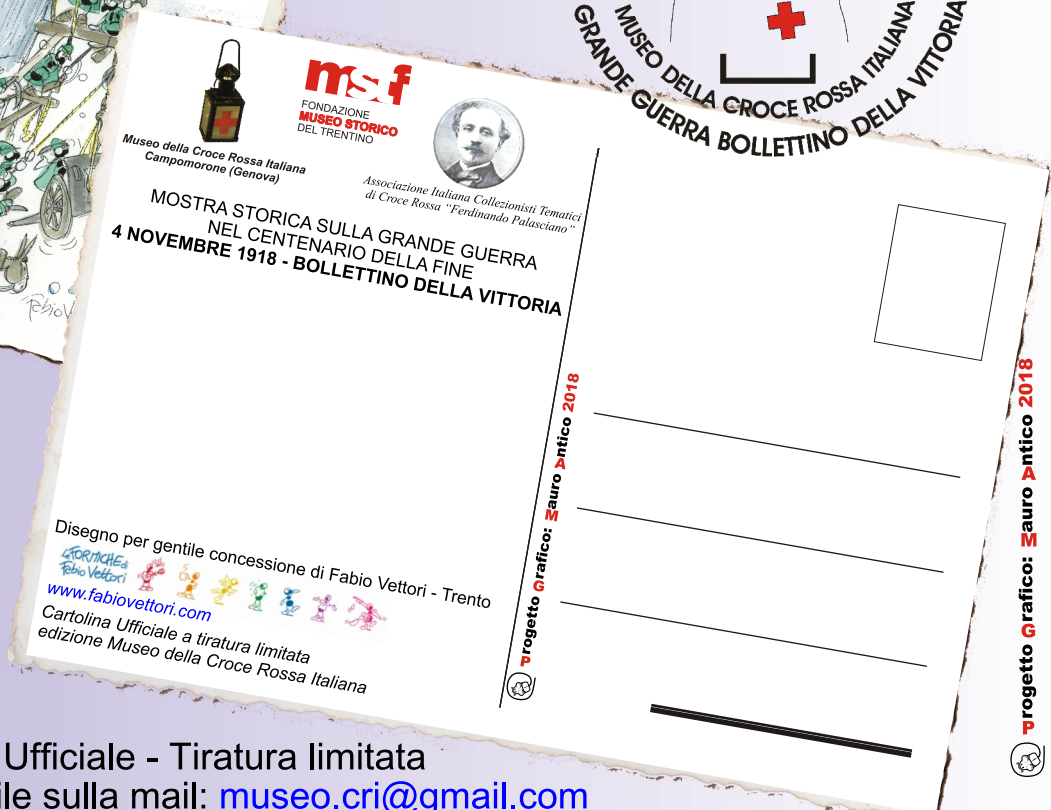 MUSEO DELLA CROCE ROSSA ITALIANA
GRANDE GUERRA BOLLETTINO DELLA VITTORIA
mstf
FONDAZIONE
MUSEO STORICO
DEL TRENTINO
Museo della Croce Rossa Italiana
Campomorone (Genova)
Associazione Italiana Collezionisti Tematici
di Croce Rossa "Ferdinando Palasciano"
MOSTRA STORICA SULLA GRANDE GUERRA
NEL CENTENARIO DELLA FINE
4 NOVEMBRE 1918 - BOLLETTINO DELLA VITTORIA
Disegno per gentile concessione di Fabio Vettori - Trento
LE FORMICHE di
Fabio Vettori
www.fabiovettori.com
Cartolina Ufficiale a tiratura limitata
edizione Museo della Croce Rossa Italiana
Progetto Grafico: Mauro Antico 2018
Progetto Grafico: Mauro Antico 2018
Ufficiale - Tiratura limitata
ile sulla mail: museo.cri@gmail.com